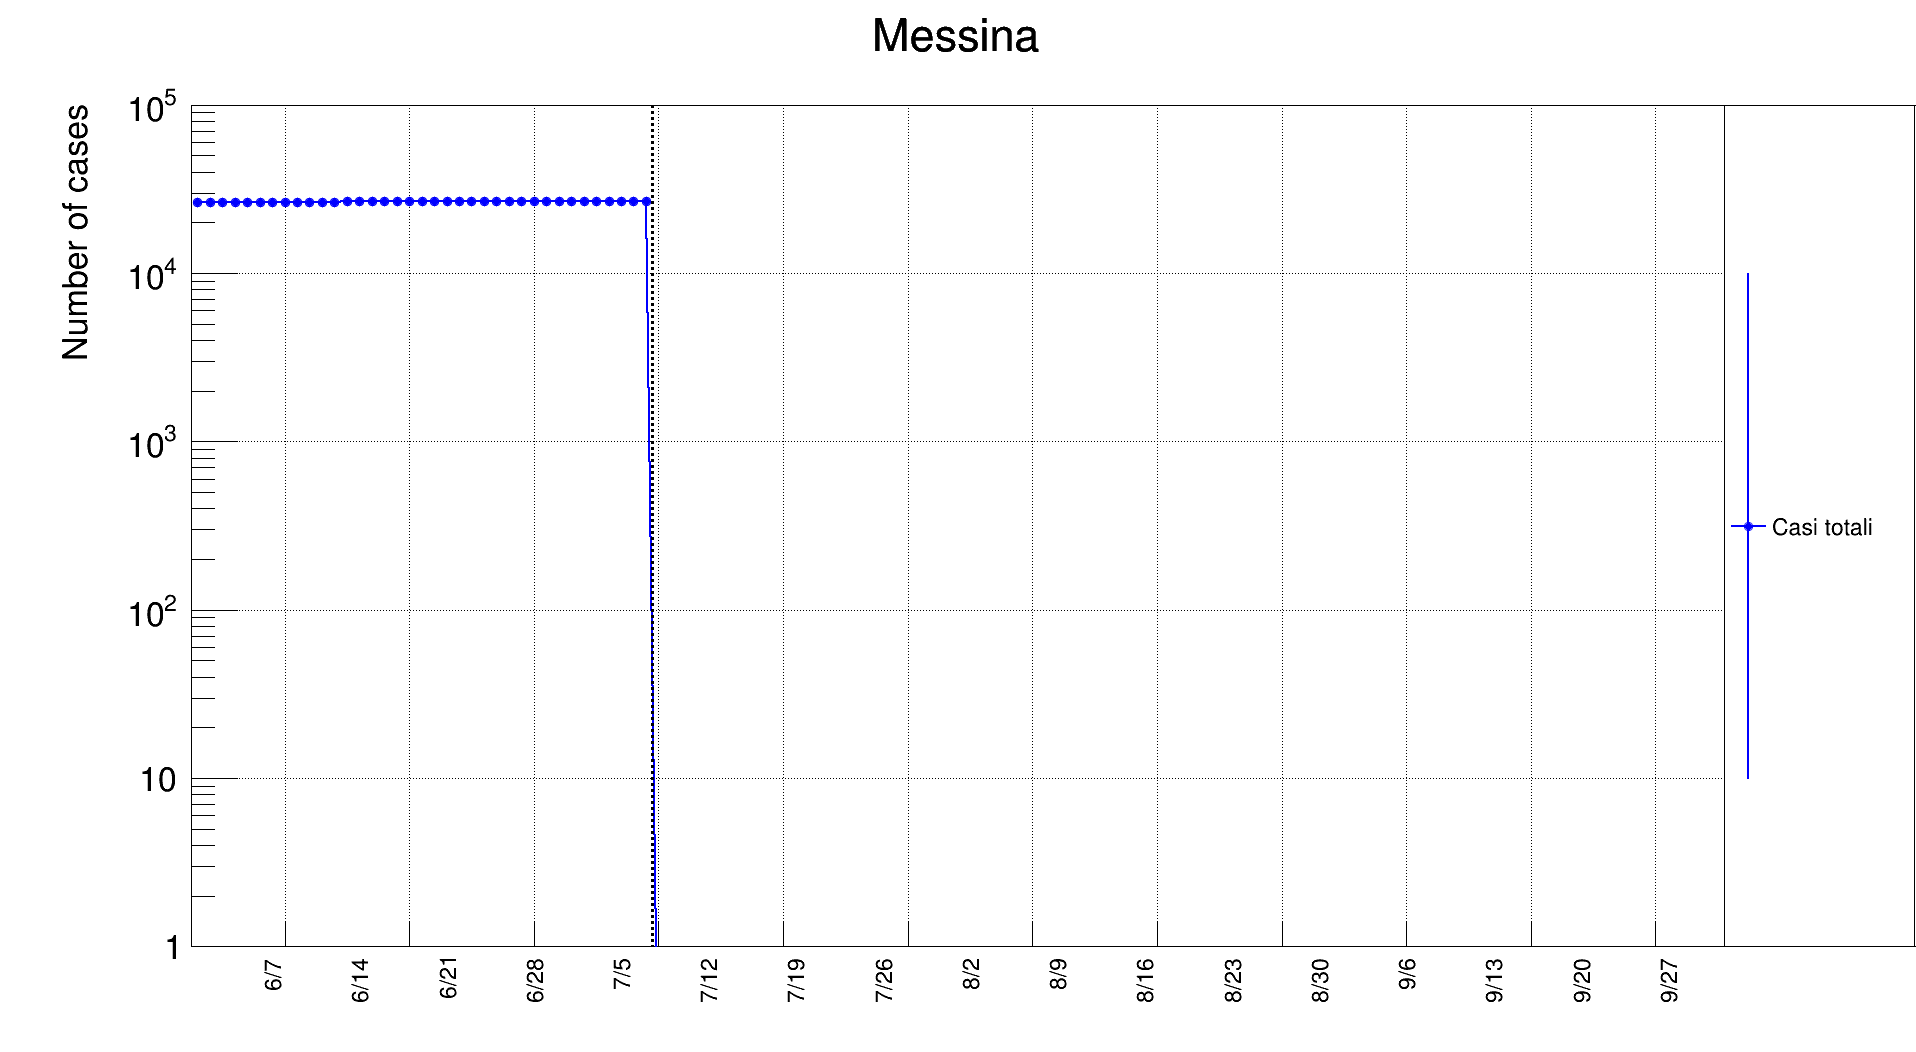 Messina
Number of cases
10^5
10^4
10^3
10^2
10
1
6/7 6/14 6/21 6/28 7/5 7/12 7/19 7/26 8/2 8/9 8/16 8/23 8/30 9/6 9/13 9/20 9/27
Casi totali